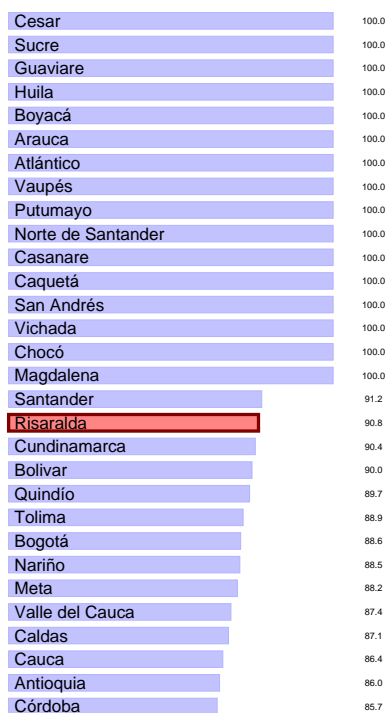 Cesar 100.0
Sucre 100.0
Guaviare 100.0
Huila 100.0
Boyacá 100.0
Arauca 100.0
Atlántico 100.0
Vaupés 100.0
Putumayo 100.0
Norte de Santander 100.0
Casanare 100.0
Caquetá 100.0
San Andrés 100.0
Vichada 100.0
Chocó 100.0
Magdalena 100.0
Santander 91.2
Risaralda 90.8
Cundinamarca 90.4
Bolivar 90.0
Quindío 89.7
Tolima 88.9
Bogotá 88.6
Nariño 88.5
Meta 88.2
Valle del Cauca 87.4
Caldas 87.1
Cauca 86.4
Antioquia 86.0
Córdoba 85.7